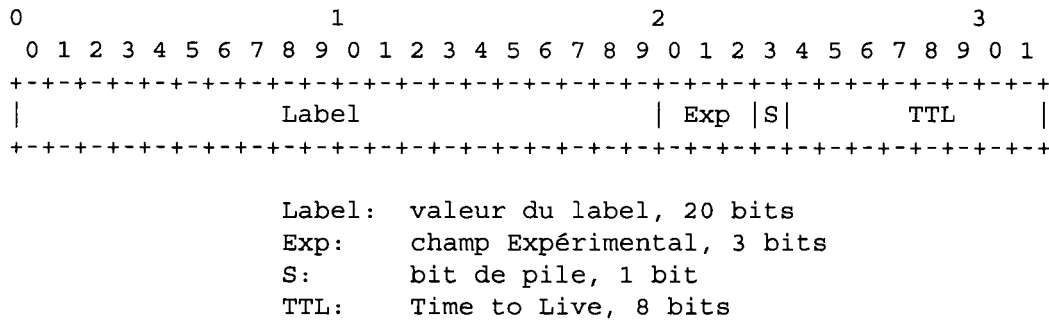 0                   1                   2                   3
 0 1 2 3 4 5 6 7 8 9 0 1 2 3 4 5 6 7 8 9 0 1 2 3 4 5 6 7 8 9 0 1
+-+-+-+-+-+-+-+-+-+-+-+-+-+-+-+-+-+-+-+-+-+-+-+-+-+-+-+-+-+-+-+-+
|                Label                  | Exp |S|       TTL     |
+-+-+-+-+-+-+-+-+-+-+-+-+-+-+-+-+-+-+-+-+-+-+-+-+-+-+-+-+-+-+-+-+
Label: valeur du label, 20 bits
Exp: champ Expérimental, 3 bits
S: bit de pile, 1 bit
TTL: Time to Live, 8 bits